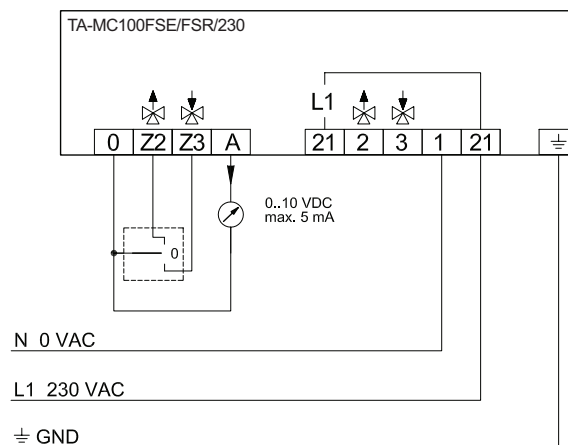 TA-MC100FSE/FSR/230
L1
0 Z2 Z3 A 21 2 3 1 21 ⏚
0..10 VDC
max. 5 mA
0
N 0 VAC
L1 230 VAC
⏚ GND